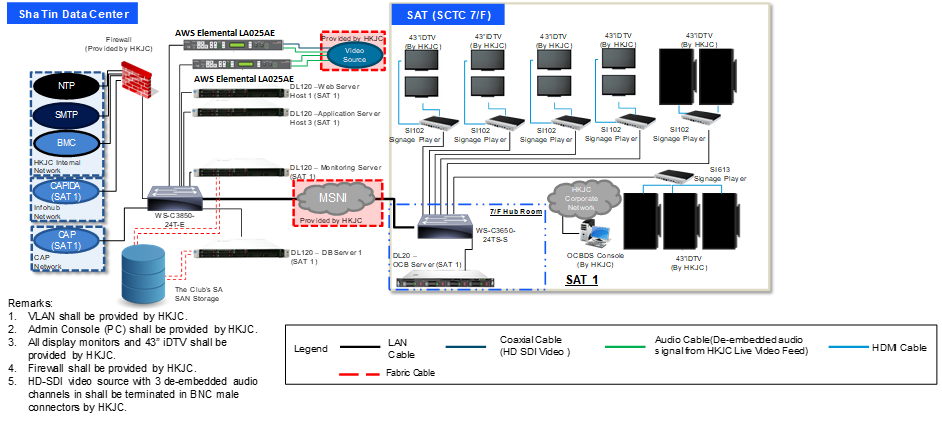 Sha Tin Data Center
SAT (SCTC 7/F)
Firewall
(Provided by HKJC)
AWS Elemental LA025AE
AWS Elemental LA025AE
Provided by HKJC
Video
Source
NTP
SMTP
BMC
HKJC Internal
Network
CAPIDA
(SAT 1)
Infohub
Network
CAP
(SAT 1)
CAP
Network
DL120 –Web Server
Host 1 (SAT 1)
DL120 –Application Server
Host 3 (SAT 1)
DL120 – Monitoring Server
(SAT 1)
WS-C3850-
24T-E
DL120 – DB Server 1
(SAT 1)
The Club's SA
SAN Storage
MSNI
Provided by HKJC
43"iDTV
(By HKJC)
43"iDTV
(By HKJC)
43"iDTV
(By HKJC)
43"iDTV
(By HKJC)
43"iDTV
(By HKJC)
SI102
Signage Player
SI102
Signage Player
SI102
Signage Player
SI102
Signage Player
SI102
Signage Player
SI613
Signage Player
7/F Hub Room
WS-C3650-
24TS-S
DL20 –
OCB Server (SAT 1)
HKJC
Corporate
Network
OCBDS Console
(By HKJC)
43"iDTV
(By HKJC)
SAT 1
Remarks:
1. VLAN shall be provided by HKJC.
2. Admin Console (PC) shall be provided by HKJC.
3. All display monitors and 43" iDTV shall be
provided by HKJC.
4. Firewall shall be provided by HKJC.
5. HD-SDI video source with 3 de-embedded audio
channels in shall be terminated in BNC male
connectors by HKJC.
Legend
LAN
Cable
Coaxial Cable
(HD SDI Video )
Audio Cable(De-embedded audio
signal from HKJC Live Video Feed)
HDMI Cable
Fabric Cable